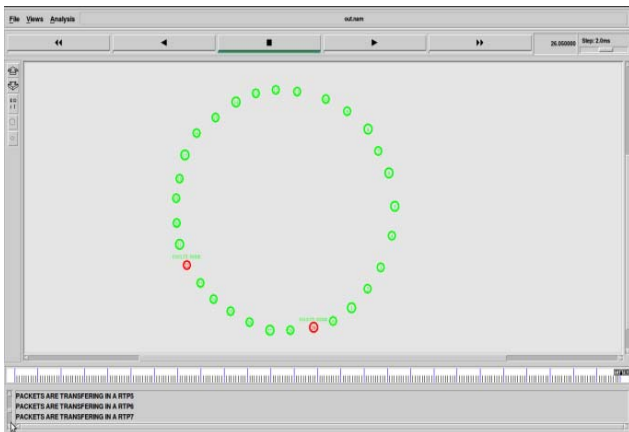 File Views Analysis
out.nam
26.050000
Step: 2.0ms
PACKETS ARE TRANSFERING IN A RTP5
PACKETS ARE TRANSFERING IN A RTP6
PACKETS ARE TRANSFERING IN A RTP7